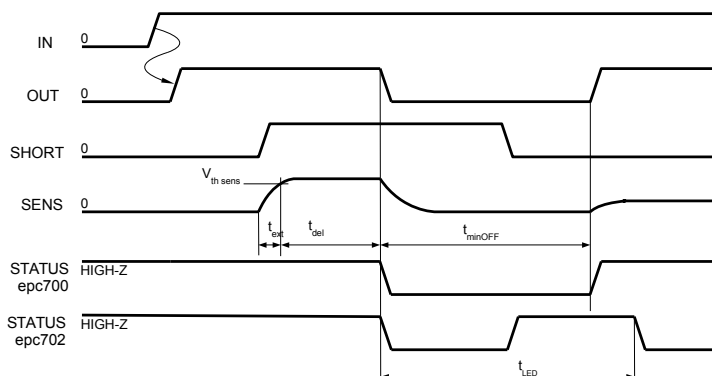 IN 0
OUT 0
SHORT 0
V th sens
SENS 0
t ext t del t minOFF
STATUS HIGH-Z
epc700
STATUS HIGH-Z
epc702
t LED